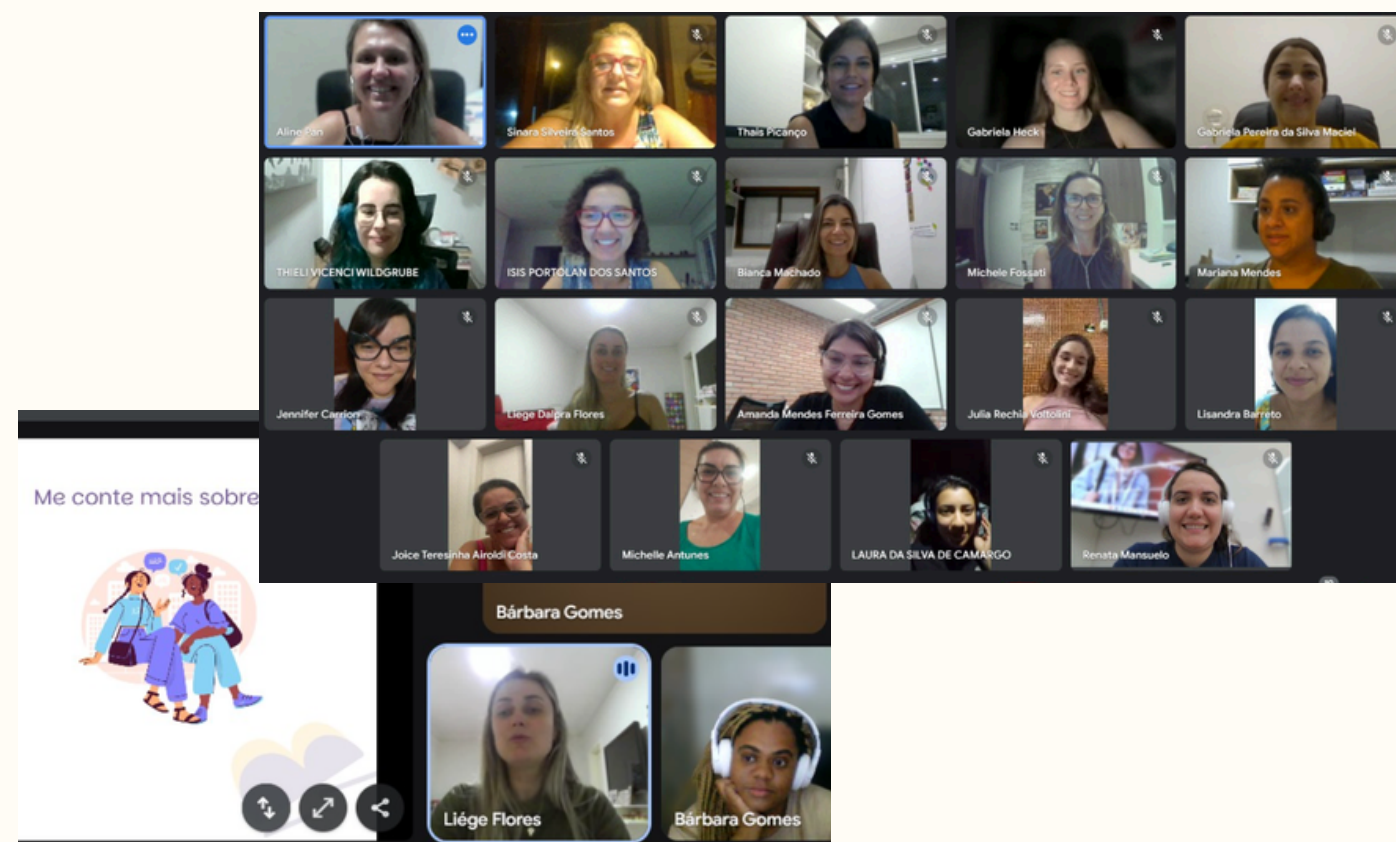 Aline Pan
Sinara Silveira Santos
Thais Picanço
Gabriela Heck
Gabriela Pereira da Silva Maciel
THIELI VICENCI WILDGRUBE
ISIS PORTOLAN DOS SANTOS
Bianca Machado
Michele Fossati
Mariana Mendes
Jennifer Carrion
Liége Dalpra Flores
Amanda Mendes Ferreira Gomes
Julia Rechia Voltolini
Lisandra Barreto
Joice Teresinha Airoldi Costa
Michelle Antunes
LAURA DA SILVA DE CAMARGO
Renata Mansuelo
Me conte mais sobre
Bárbara Gomes
Liége Flores
Bárbara Gomes